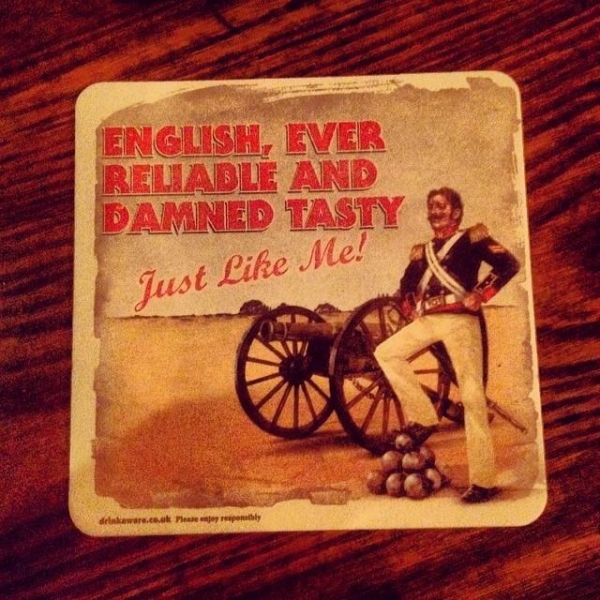 ENGLISH, EVER
RELIABLE AND
DAMNED TASTY
Just Like Me!
drinkaware.co.uk Please enjoy responsibly